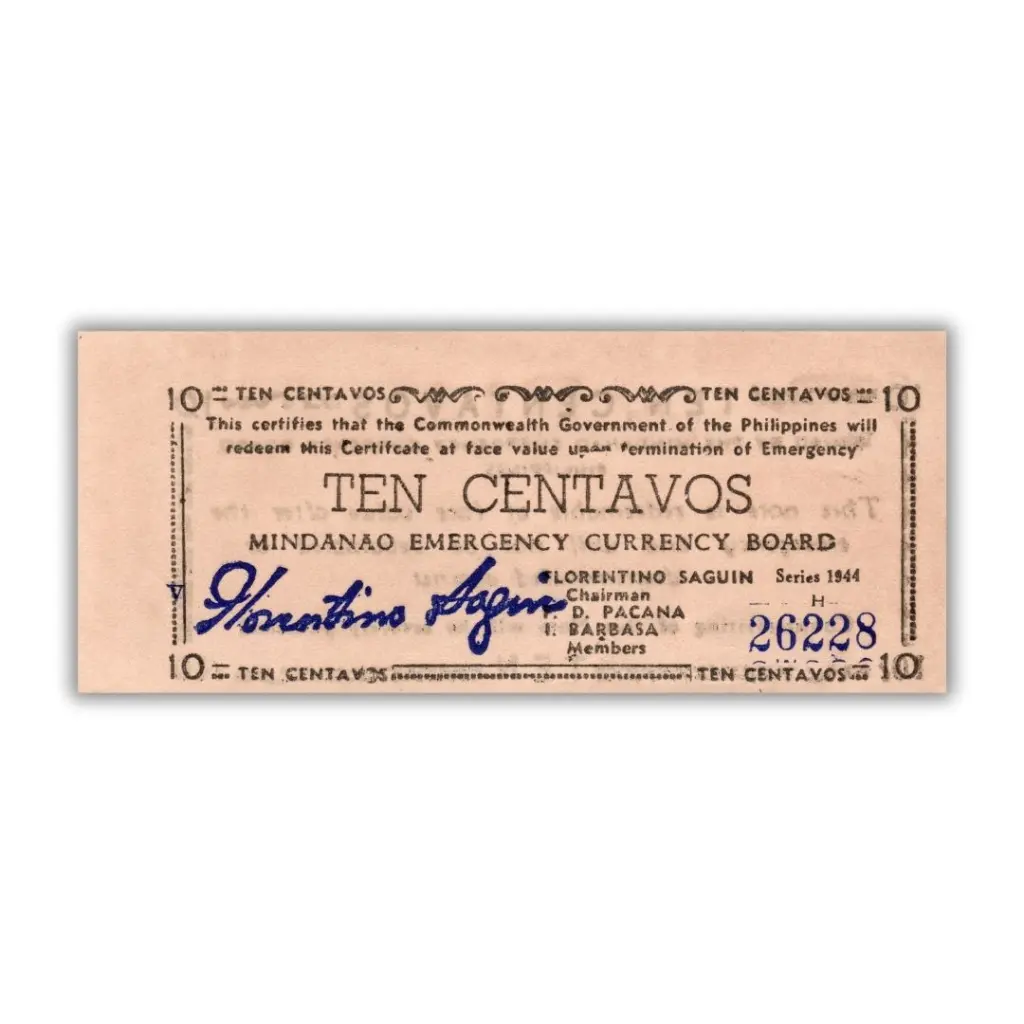 10 TEN CENTAVOS TEN CENTAVOS 10
This certifies that the Commonwealth Government of the Philippines will
redeem this Certifcate at face value upon termination of Emergency
TEN CENTAVOS
MINDANAO EMERGENCY CURRENCY BOARD
FLORENTINO SAGUIN Series 1944
Chairman H
Florentino Saguin
V
D. PACANA
I. BARBASA
26228
Members
10 TEN CENTAVOS TEN CENTAVOS 10